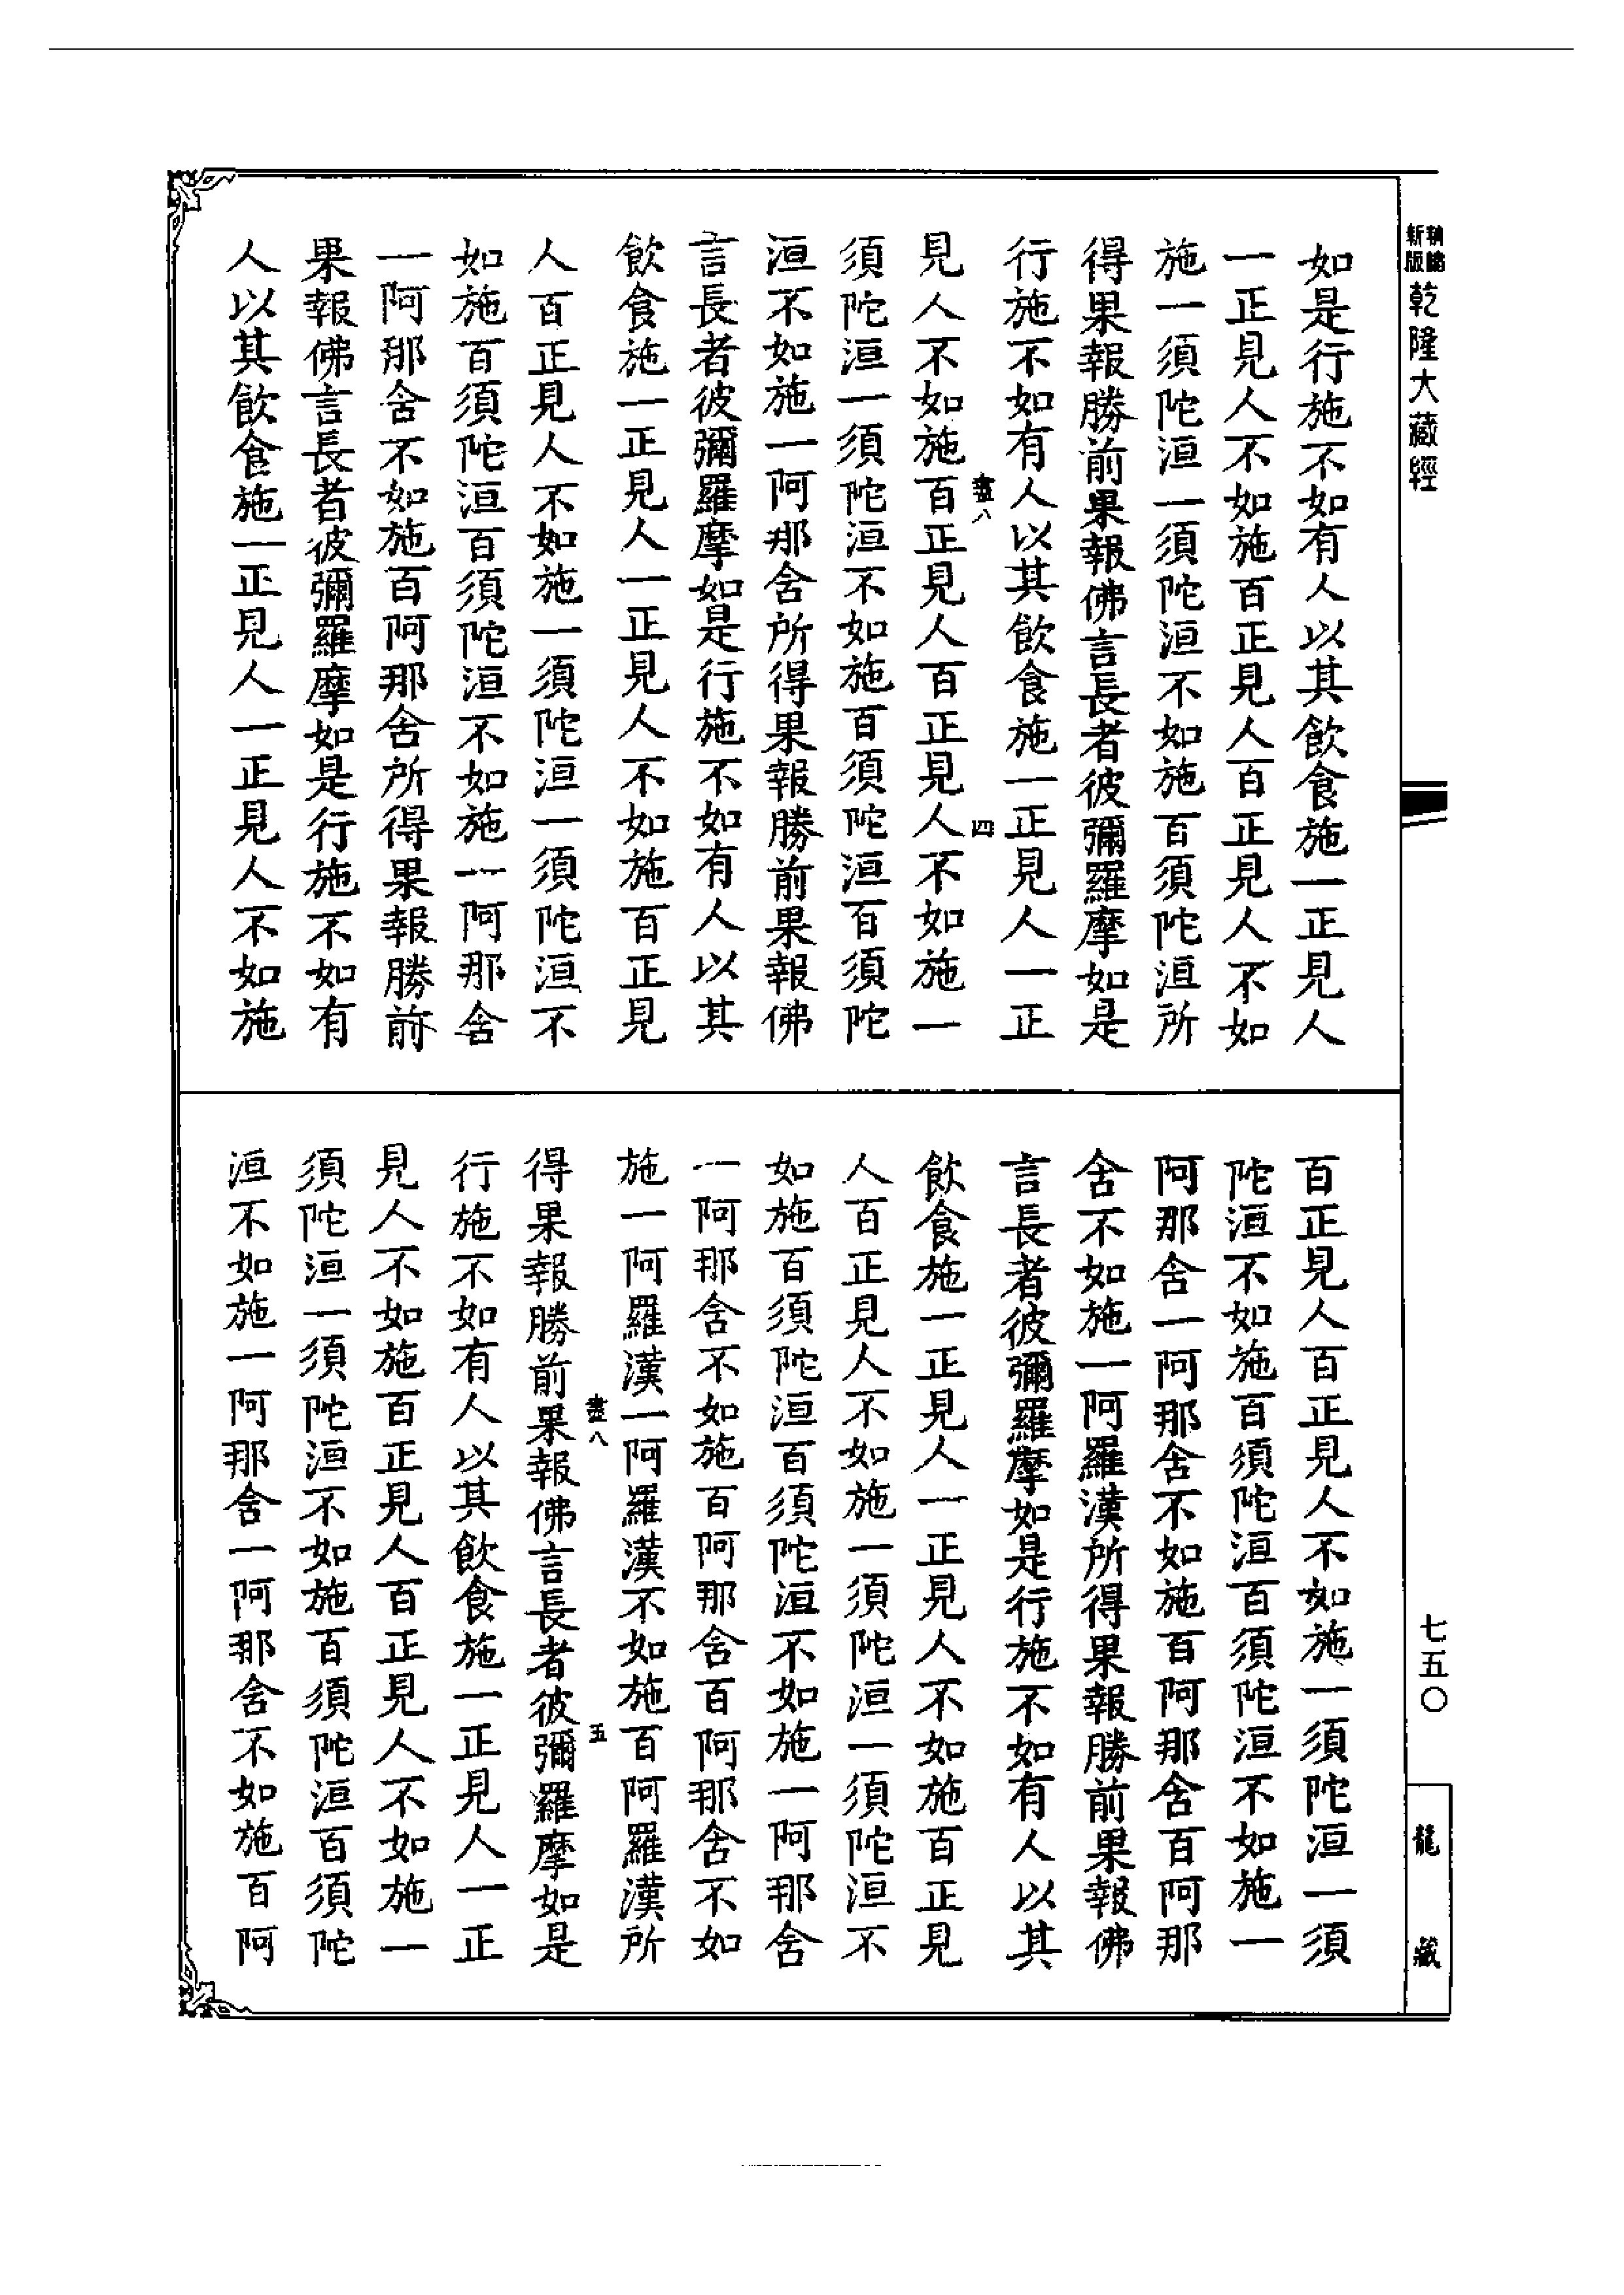 新版
乾隆大藏經
如是行施不如有人以其飲食施一正見人
一正見人不如施百正見人百正見人不如
施一須陀洹一須陀洹不如施百須陀洹所
得果報勝前果報佛言長者彼彌羅摩如是
行施不如有人以其飲食施一正見人一正
見人不如施百正見人百正見人不如施一
盡八
四
須陀洹一須陀洹不如施百須陀洹百須陀
洹不如施一阿那舍所得果報勝前果報佛
言長者彼彌羅摩如是行施不如有人以其
飲食施一正見人一正見人不如施百正見
人百正見人不如施一須陀洹一須陀洹不
如施百須陀洹百須陀洹不如施一阿那舍
一阿那舍不如施百阿那舍所得果報勝前
果報佛言長者彼彌羅摩如是行施不如有
人以其飲食施一正見人一正見人不如施
百正見人百正見人不如施一須陀洹一須
陀洹不如施百須陀洹百須陀洹不如施一
阿那舍一阿那舍不如施百阿那舍百阿那
舍不如施一阿羅漢所得果報勝前果報佛
言長者彼彌羅摩如是行施不如有人以其
飲食施一正見人一正見人不如施百正見
人百正見人不如施一須陀洹一須陀洹不
如施百須陀洹百須陀洹不如施一阿那舍
一阿那舍不如施百阿那舍百阿那舍不如
施一阿羅漢一阿羅漢不如施百阿羅漢所
盡八
五
得果報勝前果報佛言長者彼彌羅摩如是
行施不如有人以其飲食施一正見人一正
見人不如施百正見人百正見人不如施一
須陀洹一須陀洹不如施百須陀洹百須陀
洹不如施一阿那舍一阿那舍不如施百阿
七五〇
龍藏